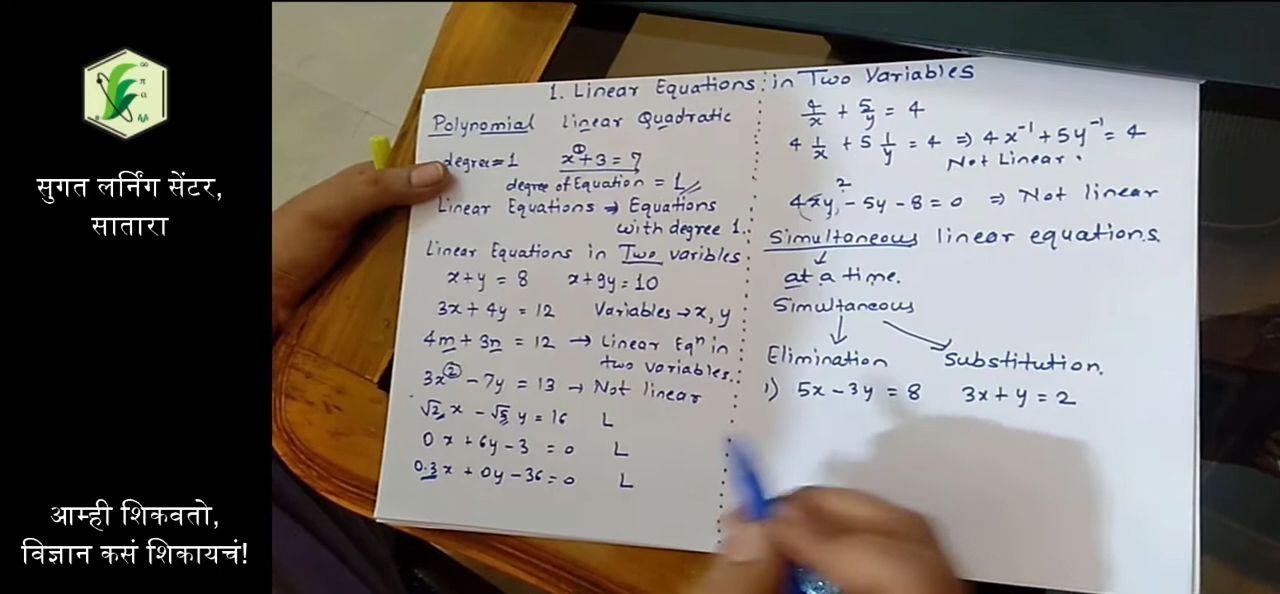 सुगत लर्निंग सेंटर,
सातारा
आम्ही शिकवतो,
विज्ञान कसं शिकायचं!
1. Linear Equations in Two Variables
Polynomial Linear Quadratic
degree = 1 x¹ + 3 = 7
degree of Equation = 1
Linear Equations → Equations
with degree 1.
Linear Equations in Two varibles
x + y = 8 x + 9y = 10
3x + 4y = 12 Variables → x, y
4m + 3n = 12 → Linear Eqⁿ in
two variables.
3x² - 7y = 13 → Not linear
√2 x - √5 y = 16 L
0x + 6y - 3 = 0 L
0.3x + 0y - 36 = 0 L
4/x + 5/y = 4
4 1/x + 5 1/y = 4 ⇒ 4x⁻¹ + 5y⁻¹ = 4
Not Linear.
2
4xy - 5y - 8 = 0 ⇒ Not linear
Simultaneous linear equations.
↓
at a time.
Simultaneous
Elimination Substitution.
1) 5x - 3y = 8 3x + y = 2